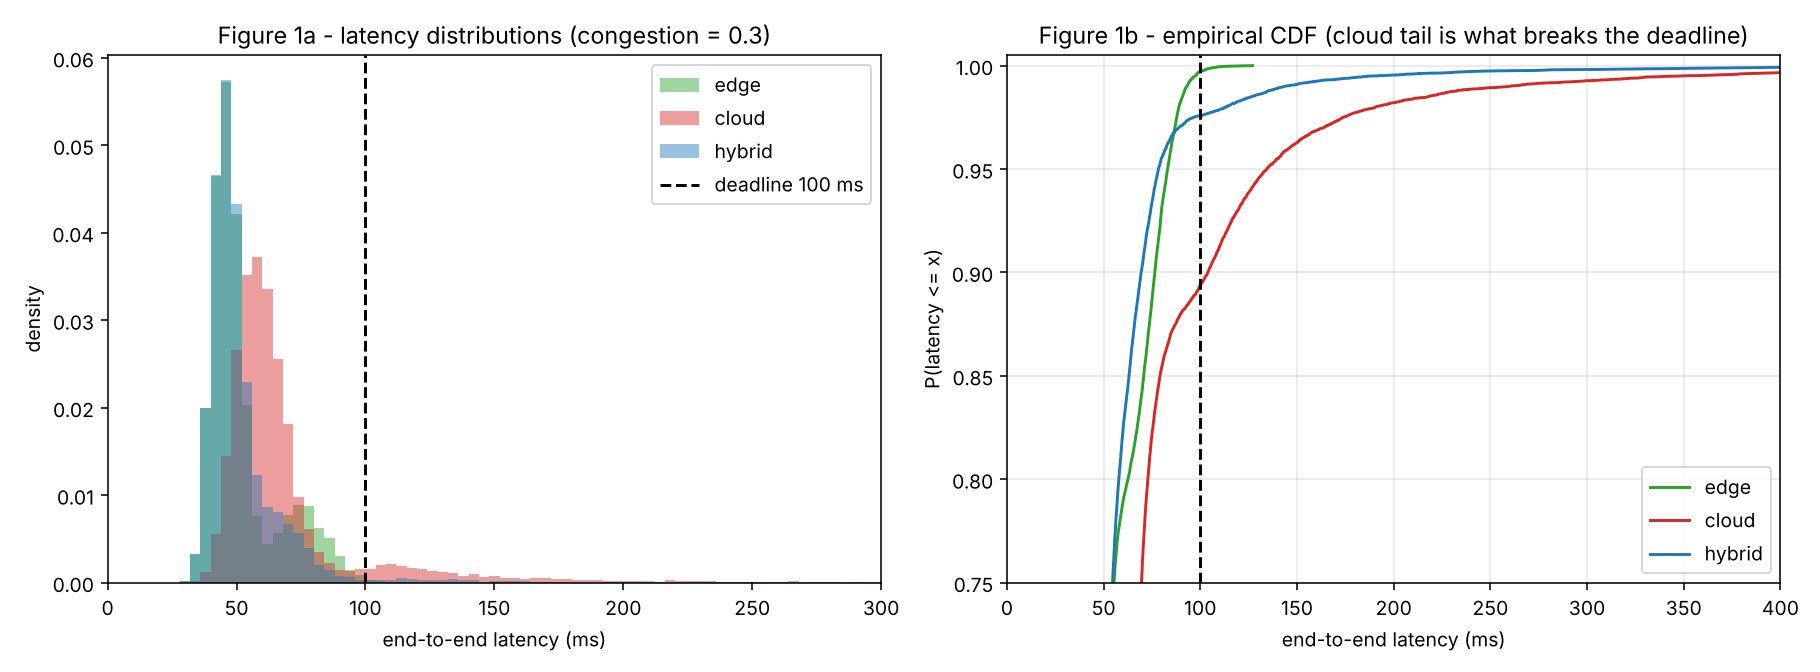 Figure 1a - latency distributions (congestion = 0.3)
0.06
0.05
0.04
0.03
0.02
0.01
0.00
density
0
50
100
150
200
250
300
end-to-end latency (ms)
edge
cloud
hybrid
deadline 100 ms
Figure 1b - empirical CDF (cloud tail is what breaks the deadline)
1.00
0.95
0.90
0.85
0.80
0.75
P(latency <= x)
0
50
100
150
200
250
300
350
400
end-to-end latency (ms)
edge
cloud
hybrid